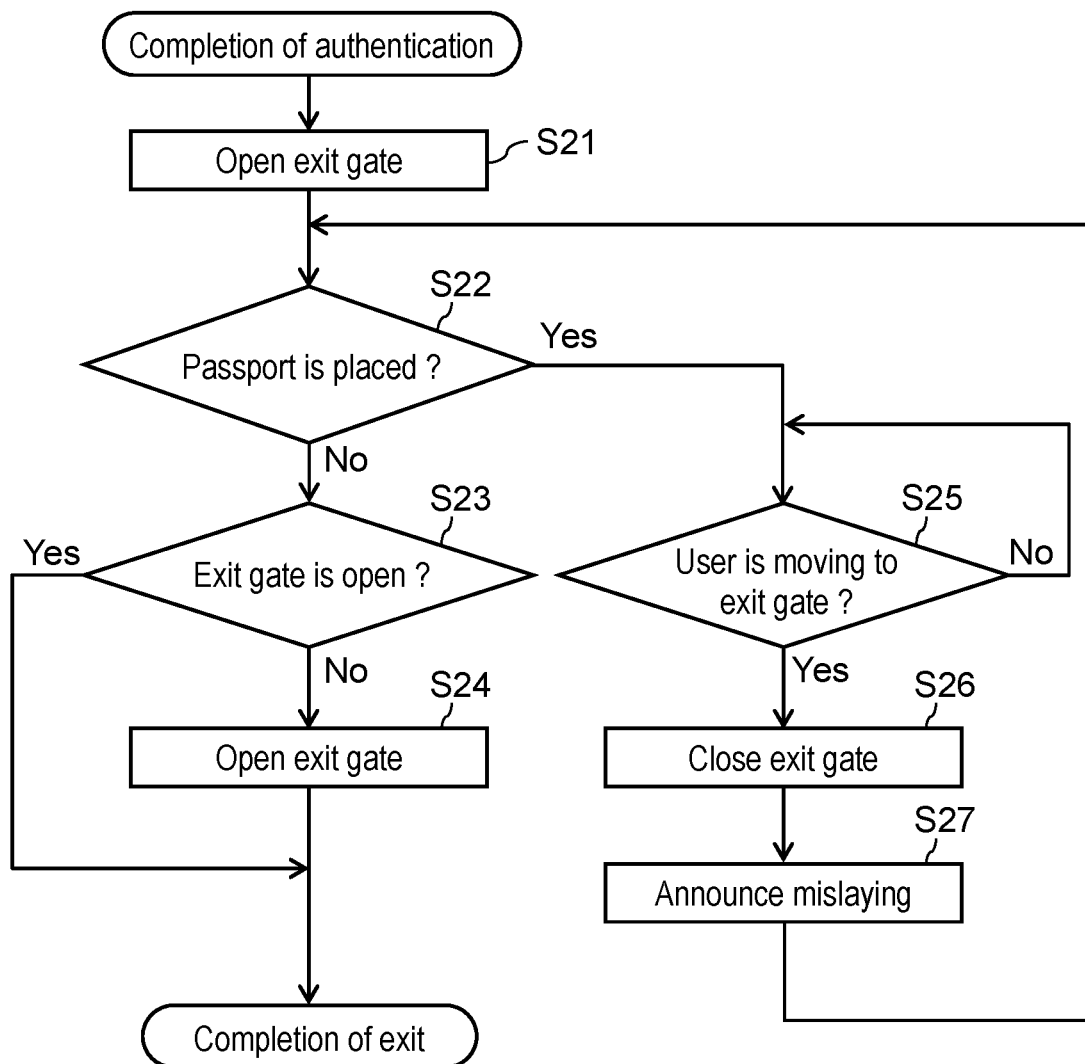 Completion of authentication
S21
Open exit gate
S22
Yes
Passport is placed ?
No
S23
S25
Yes
No
Exit gate is open ?
User is moving to
exit gate ?
No
Yes
S24
S26
Open exit gate
Close exit gate
S27
Announce mislaying
Completion of exit